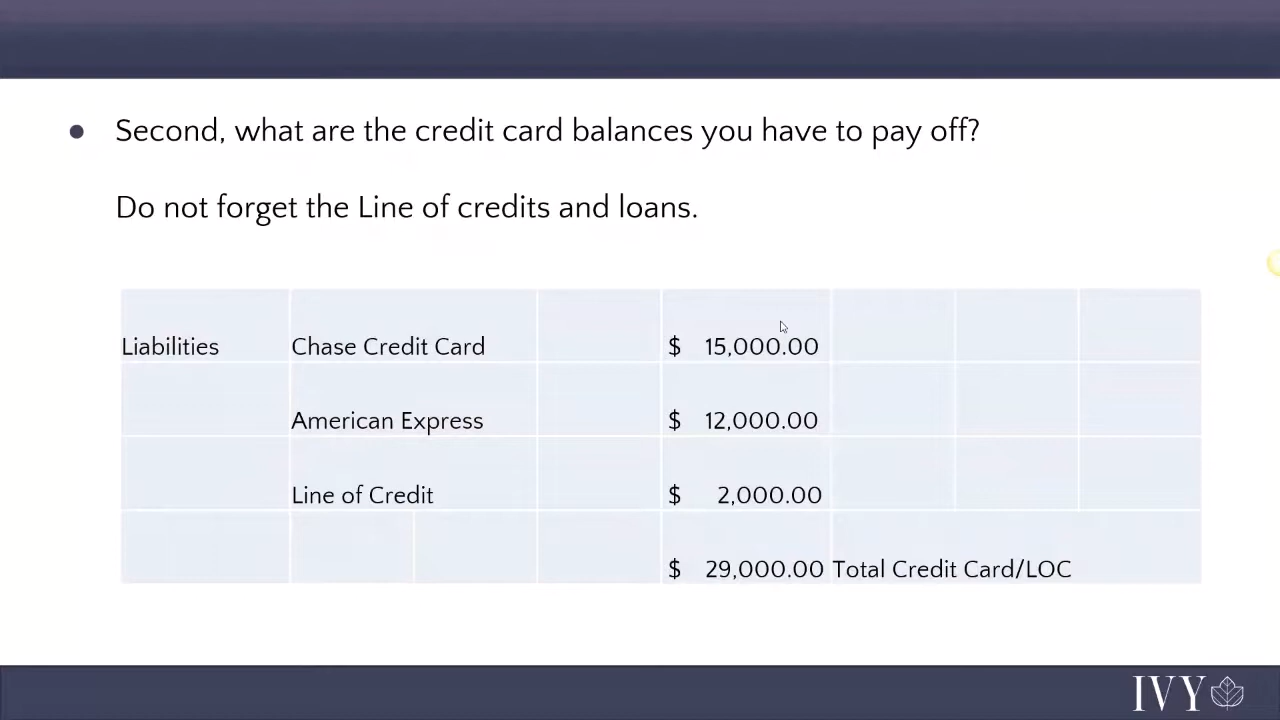 Second, what are the credit card balances you have to pay off?
Do not forget the Line of credits and loans.
Liabilities Chase Credit Card $ 15,000.00
American Express $ 12,000.00
Line of Credit $ 2,000.00
$ 29,000.00 Total Credit Card/LOC
IVY